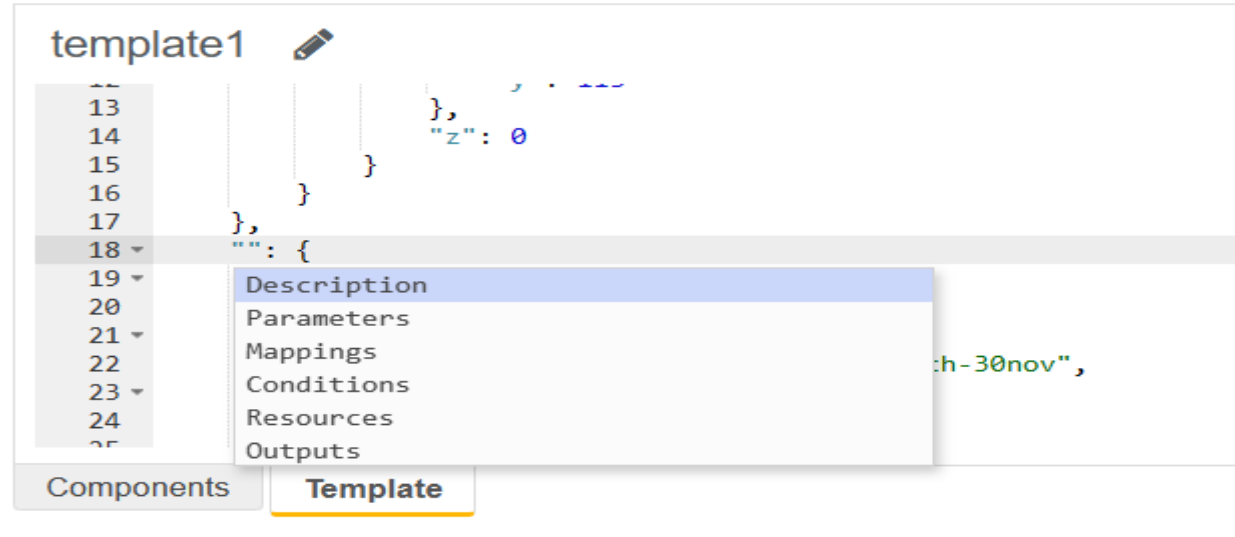 template1
13 },
14 "z": 0
15 }
16 }
17 },
18 "": {
19
Description
20
Parameters
21
Mappings
22 h-30nov",
Conditions
23
24
Resources
Outputs
Components Template